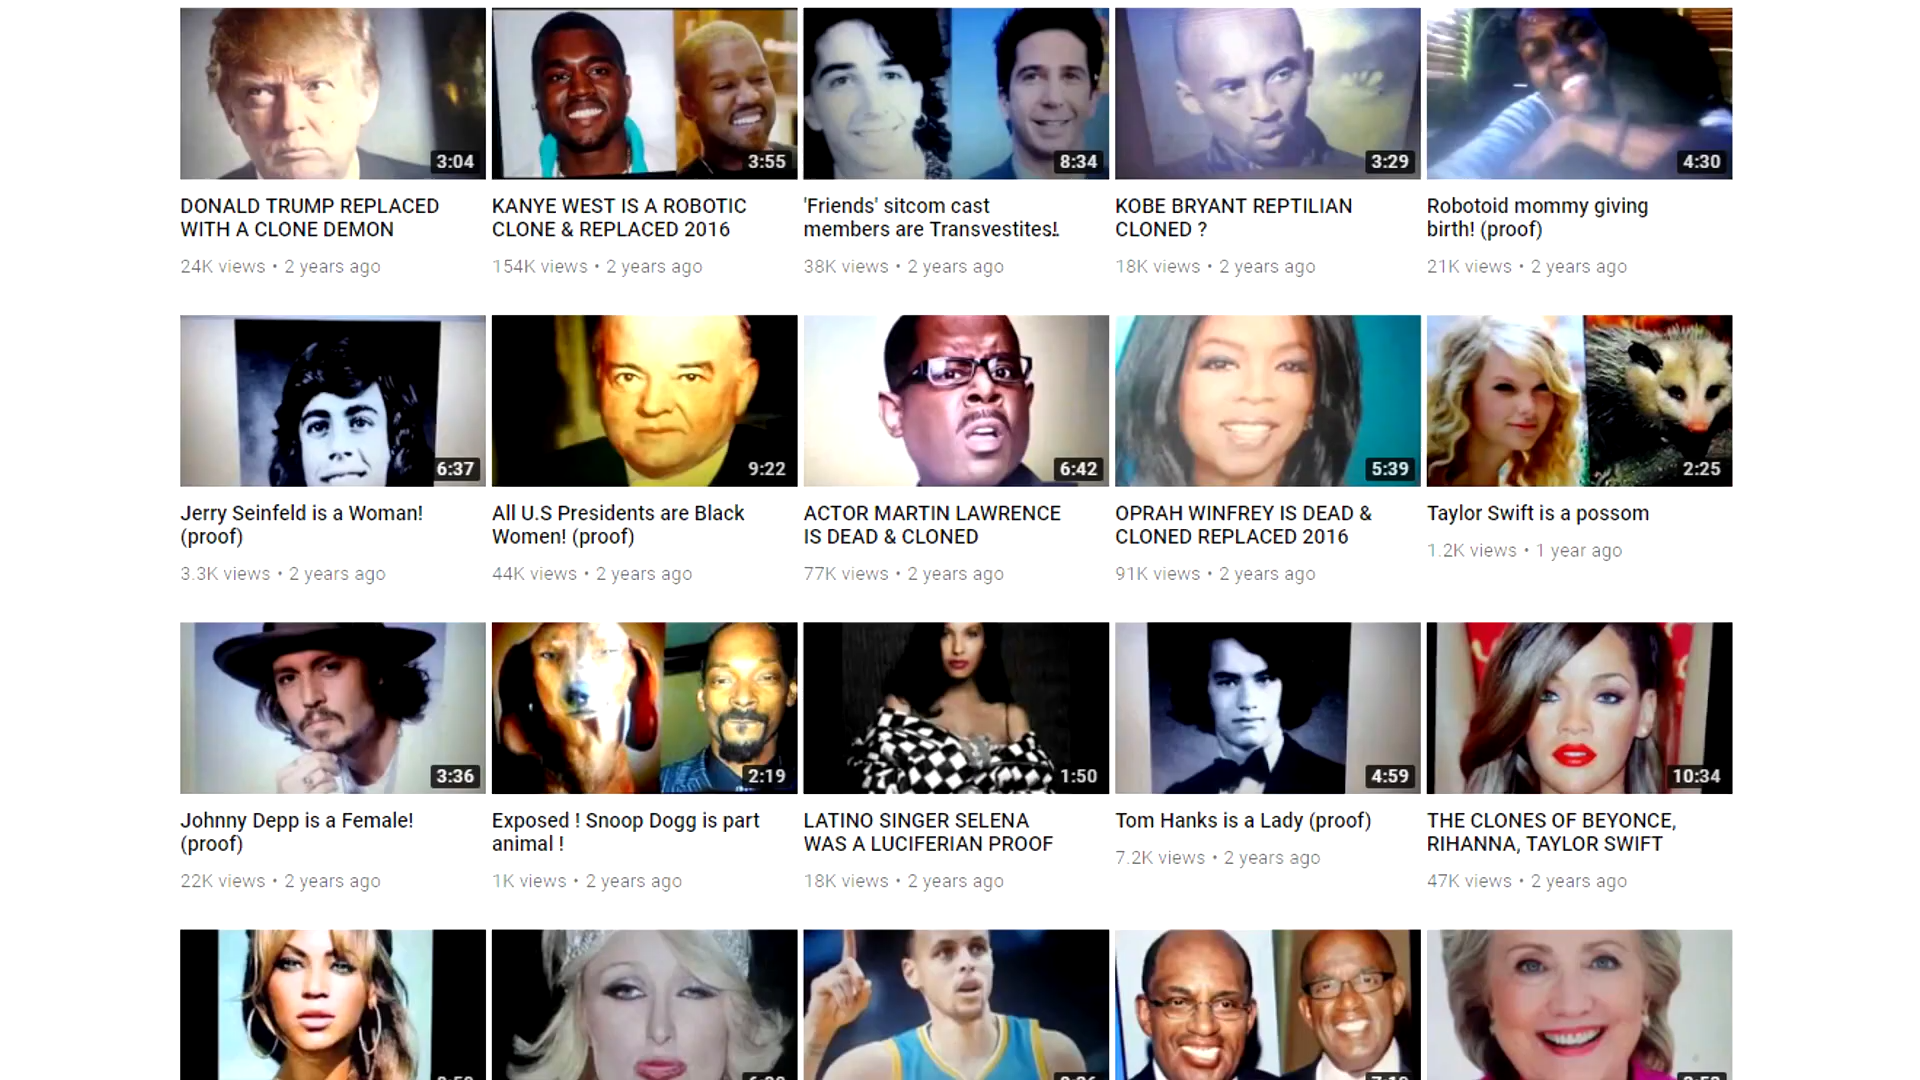 3:04
3:55
8:34
3:29
4:30
DONALD TRUMP REPLACED
WITH A CLONE DEMON
24K views • 2 years ago
KANYE WEST IS A ROBOTIC
CLONE & REPLACED 2016
154K views • 2 years ago
'Friends' sitcom cast
members are Transvestites!.
38K views • 2 years ago
KOBE BRYANT REPTILIAN
CLONED ?
18K views • 2 years ago
Robotoid mommy giving
birth! (proof)
21K views • 2 years ago
6:37
9:22
6:42
5:39
2:25
Jerry Seinfeld is a Woman!
(proof)
3.3K views • 2 years ago
All U.S Presidents are Black
Women! (proof)
44K views • 2 years ago
ACTOR MARTIN LAWRENCE
IS DEAD & CLONED
77K views • 2 years ago
OPRAH WINFREY IS DEAD &
CLONED REPLACED 2016
91K views • 2 years ago
Taylor Swift is a possom
1.2K views • 1 year ago
3:36
2:19
1:50
4:59
10:34
Johnny Depp is a Female!
(proof)
22K views • 2 years ago
Exposed ! Snoop Dogg is part
animal !
1K views • 2 years ago
LATINO SINGER SELENA
WAS A LUCIFERIAN PROOF
18K views • 2 years ago
Tom Hanks is a Lady (proof)
7.2K views • 2 years ago
THE CLONES OF BEYONCE,
RIHANNA, TAYLOR SWIFT
47K views • 2 years ago